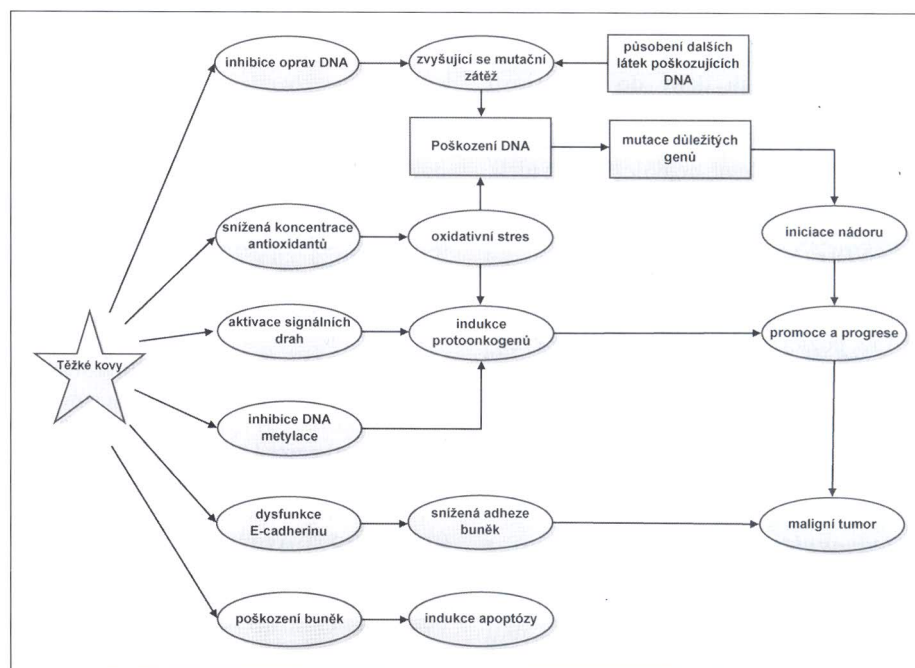 inhibice oprav DNA
zvyšující se mutační
zátěž
působení dalších
látek poškozujících
DNA
Poškození DNA
mutace důležitých
genů
snížená koncentrace
antioxidantů
oxidativní stres
iniciace nádoru
Těžké kovy
aktivace signálních
drah
indukce
protoonkogenů
promoce a progrese
inhibice DNA
metylace
dysfunkce
E-cadherinu
snížená adheze
buněk
maligní tumor
poškození buněk
indukce apoptózy